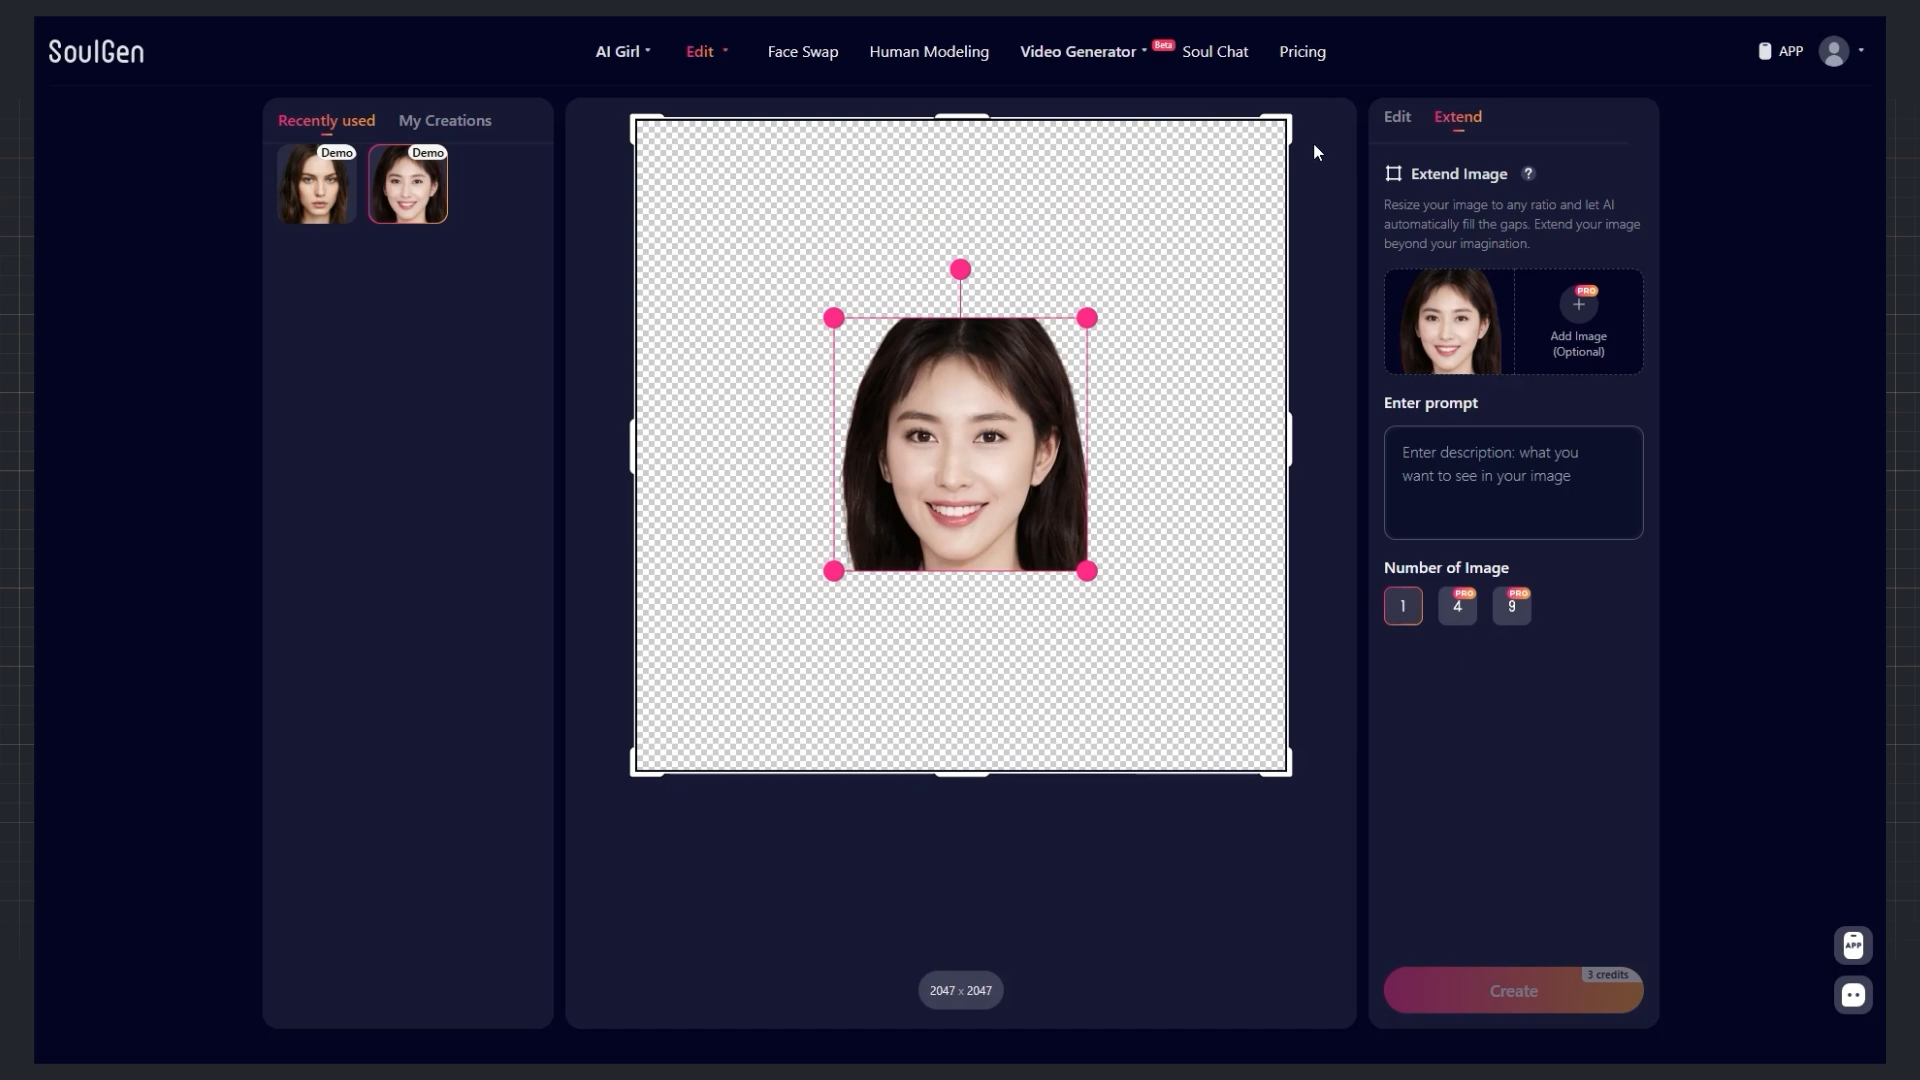 SoulGen
AI Girl
Edit
Face Swap
Human Modeling
Video Generator
Beta
Soul Chat
Pricing
APP
Recently used
My Creations
Demo
Demo
2047 x 2047
Edit
Extend
Extend Image
?
Resize your image to any ratio and let AI
automatically fill the gaps. Extend your image
beyond your imagination.
PRO
+
Add Image
(Optional)
Enter prompt
Enter description: what you
want to see in your image
Number of Image
1
PRO
4
PRO
9
3 credits
Create
APP